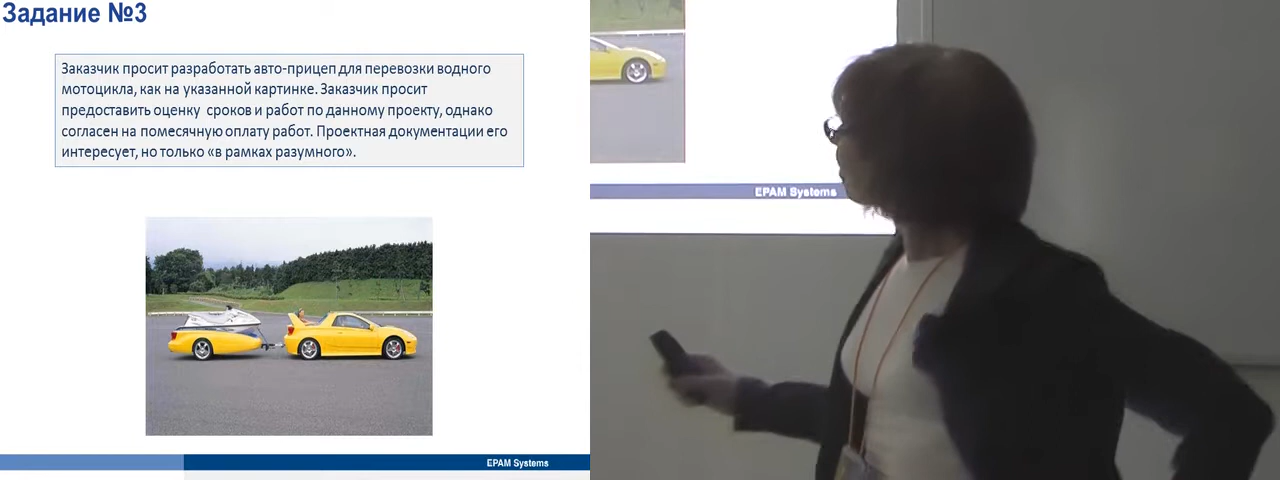 Задание №3
Заказчик просит разработать авто-прицеп для перевозки водного
мотоцикла, как на указанной картинке. Заказчик просит
предоставить оценку сроков и работ по данному проекту, однако
согласен на помесячную оплату работ. Проектная документации его
интересует, но только «в рамках разумного».
EPAM Systems
EPAM Systems